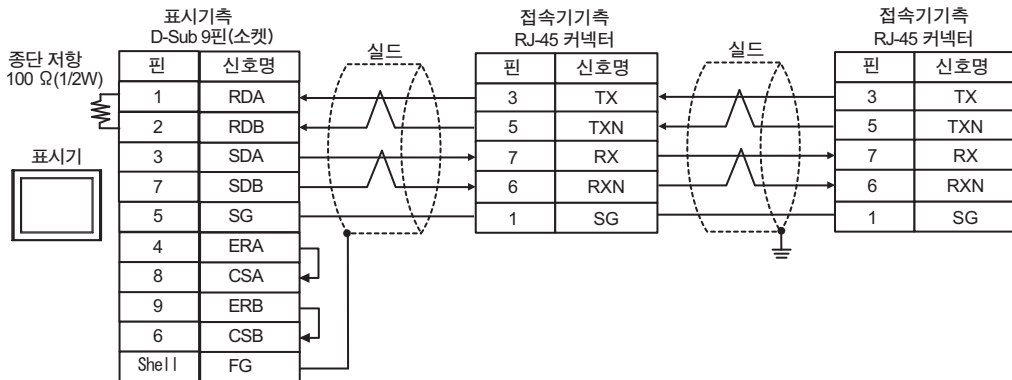 종단 저항
100 Ω(1/2W)
표시기
표시기측
D-Sub 9핀(소켓)
핀 신호명
1 RDA
2 RDB
3 SDA
7 SDB
5 SG
4 ERA
8 CSA
9 ERB
6 CSB
Shell FG
실드
접속기기측
RJ-45 커넥터
핀 신호명
3 TX
5 TXN
7 RX
6 RXN
1 SG
실드
접속기기측
RJ-45 커넥터
핀 신호명
3 TX
5 TXN
7 RX
6 RXN
1 SG